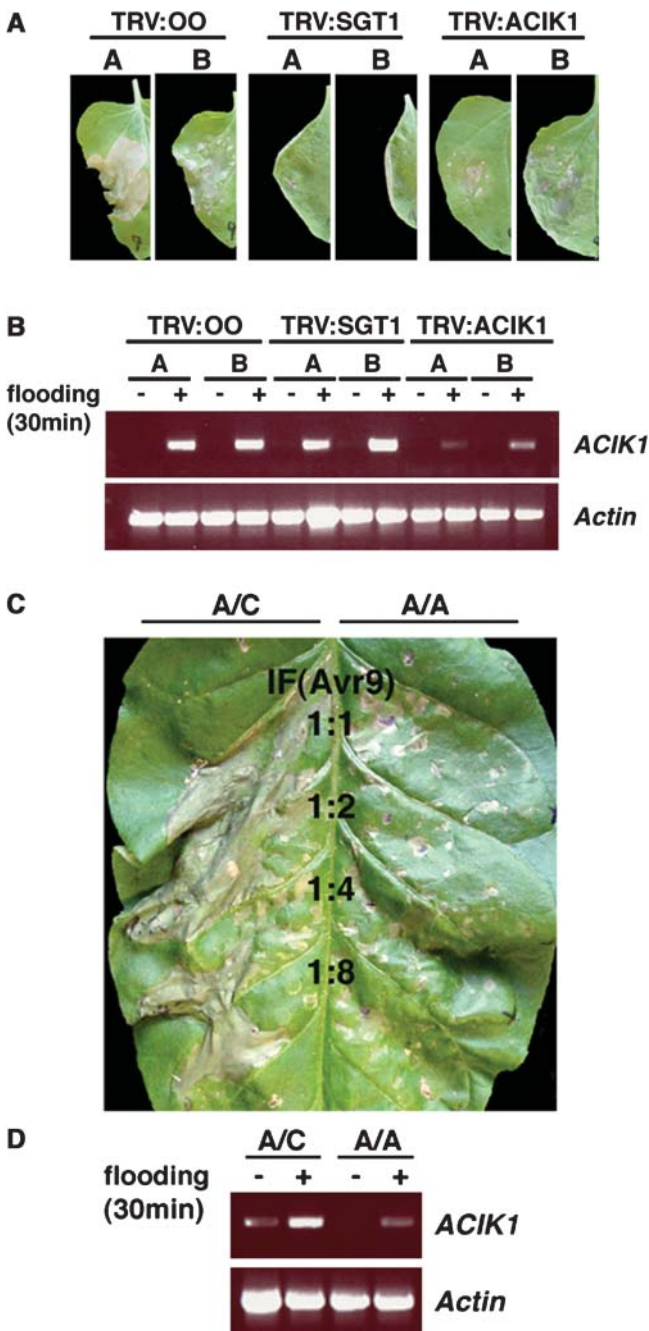 A
TRV:OO TRV:SGT1 TRV:ACIK1
A B A B A B
B
TRV:OO TRV:SGT1 TRV:ACIK1
A B A B A B
flooding - + - + - + - + - + - +
(30min)
ACIK1
Actin
C
A/C A/A
IF(Avr9)
1:1
1:2
1:4
1:8
D
A/C A/A
flooding - + - +
(30min)
ACIK1
Actin